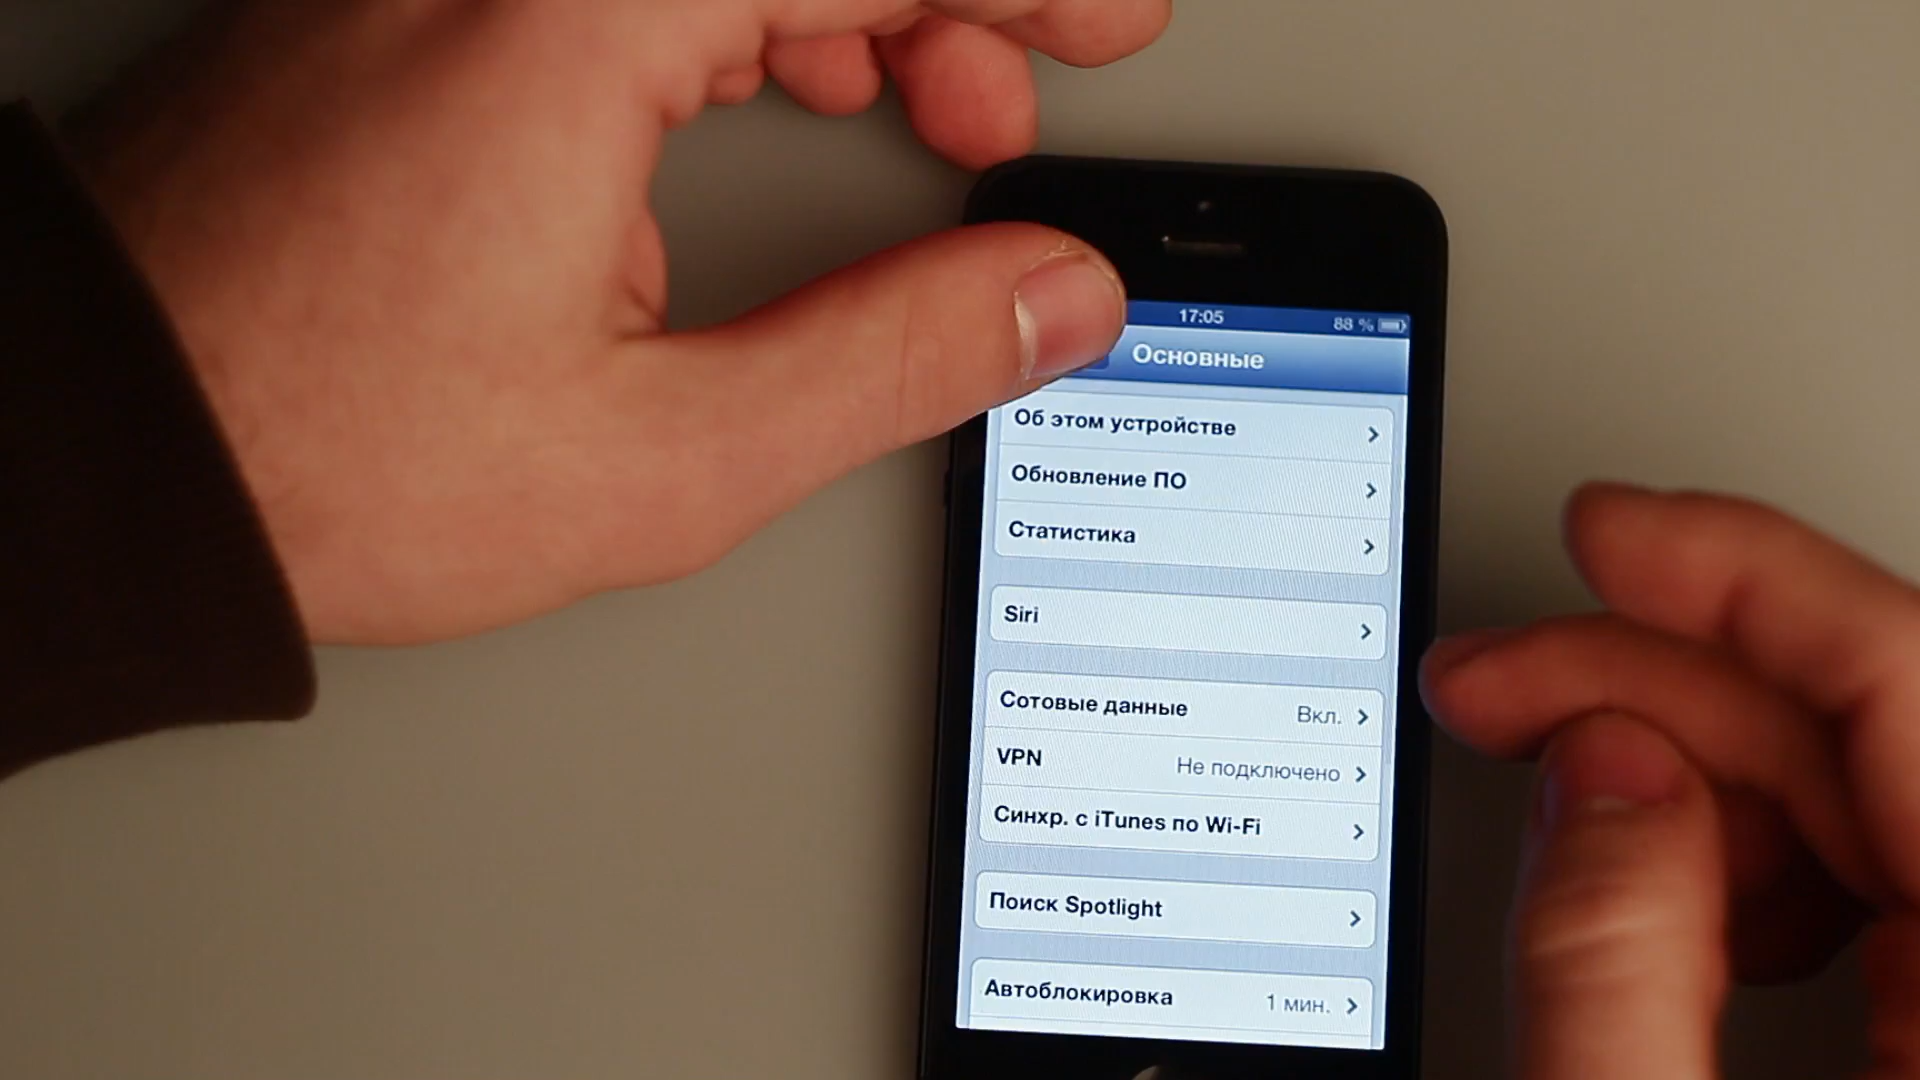 17:05 88 %
Основные
Об этом устройстве
Обновление ПО
Статистика
Siri
Сотовые данные Вкл.
VPN Не подключено
Синхр. с iTunes по Wi-Fi
Поиск Spotlight
Автоблокировка 1 мин.